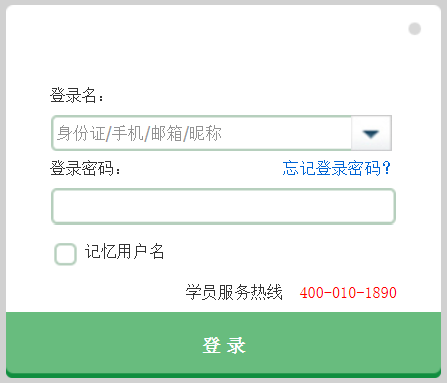 登录名：
身份证/手机/邮箱/昵称
登录密码： 忘记登录密码?
记忆用户名
学员服务热线 400-010-1890
登 录